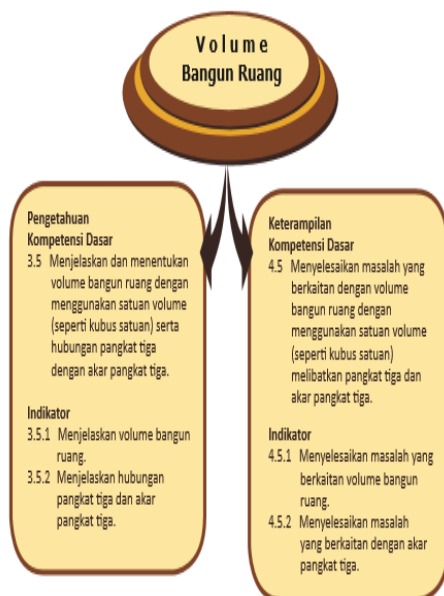 Volume
Bangun Ruang
Pengetahuan
Kompetensi Dasar
3.5 Menjelaskan dan menentukan
volume bangun ruang dengan
menggunakan satuan volume
(seperti kubus satuan) serta
hubungan pangkat tiga
dengan akar pangkat tiga.
Indikator
3.5.1 Menjelaskan volume bangun
ruang.
3.5.2 Menjelaskan hubungan
pangkat tiga dan akar
pangkat tiga.
Keterampilan
Kompetensi Dasar
4.5 Menyelesaikan masalah yang
berkaitan dengan volume
bangun ruang dengan
menggunakan satuan volume
(seperti kubus satuan)
melibatkan pangkat tiga dan
akar pangkat tiga.
Indikator
4.5.1 Menyelesaikan masalah yang
berkaitan volume bangun
ruang.
4.5.2 Menyelesaikan masalah
yang berkaitan dengan akar
pangkat tiga.